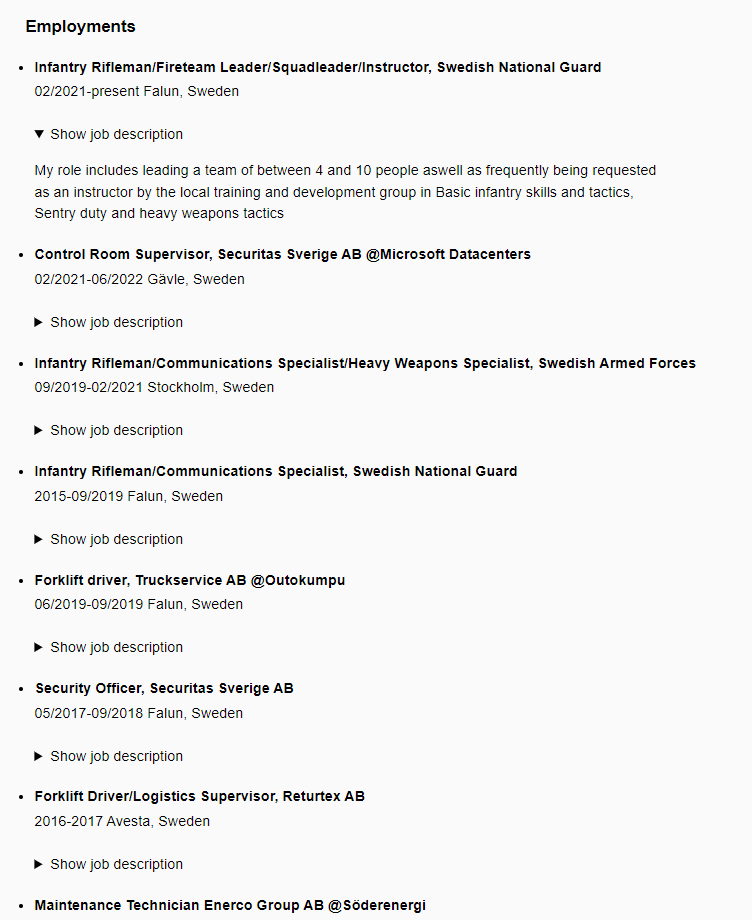 Employments
Infantry Rifleman/Fireteam Leader/Squadleader/Instructor, Swedish National Guard
02/2021-present Falun, Sweden
Show job description
My role includes leading a team of between 4 and 10 people aswell as frequently being requested
as an instructor by the local training and development group in Basic infantry skills and tactics,
Sentry duty and heavy weapons tactics
Control Room Supervisor, Securitas Sverige AB @Microsoft Datacenters
02/2021-06/2022 Gävle, Sweden
Show job description
Infantry Rifleman/Communications Specialist/Heavy Weapons Specialist, Swedish Armed Forces
09/2019-02/2021 Stockholm, Sweden
Show job description
Infantry Rifleman/Communications Specialist, Swedish National Guard
2015-09/2019 Falun, Sweden
Show job description
Forklift driver, Truckservice AB @Outokumpu
06/2019-09/2019 Falun, Sweden
Show job description
Security Officer, Securitas Sverige AB
05/2017-09/2018 Falun, Sweden
Show job description
Forklift Driver/Logistics Supervisor, Returtex AB
2016-2017 Avesta, Sweden
Show job description
Maintenance Technician Enerco Group AB @Söderenergi